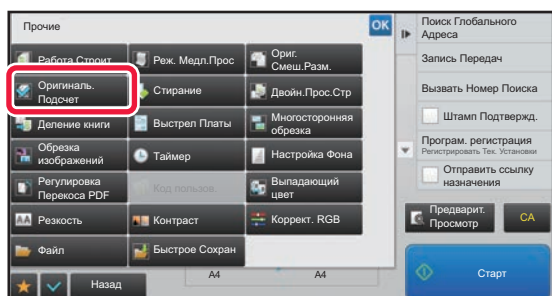 Прочие
OK
Работа Строит
Реж. Медл.Прос
Ориг.
Смеш.Разм.
Оригиналь.
Подсчет
Стирание
Двойн.Прос.Стр
Деление книги
Выстрел Платы
Многосторонняя
обрезка
Обрезка
изображений
Таймер
Настройка Фона
Регулировка
Перекоса PDF
Код пользов.
Выпадающий
цвет
Резкость
Контраст
Коррект. RGB
Файл
Быстрое Сохран
Назад
A4
A4
Поиск Глобального
Адреса
Запись Передач
Вызвать Номер Поиска
Штамп Подтвержд.
Програм. регистрация
Регистрировать Тек. Установки
Отправить ссылку
назначения
Предварит.
Просмотр
CA
Старт